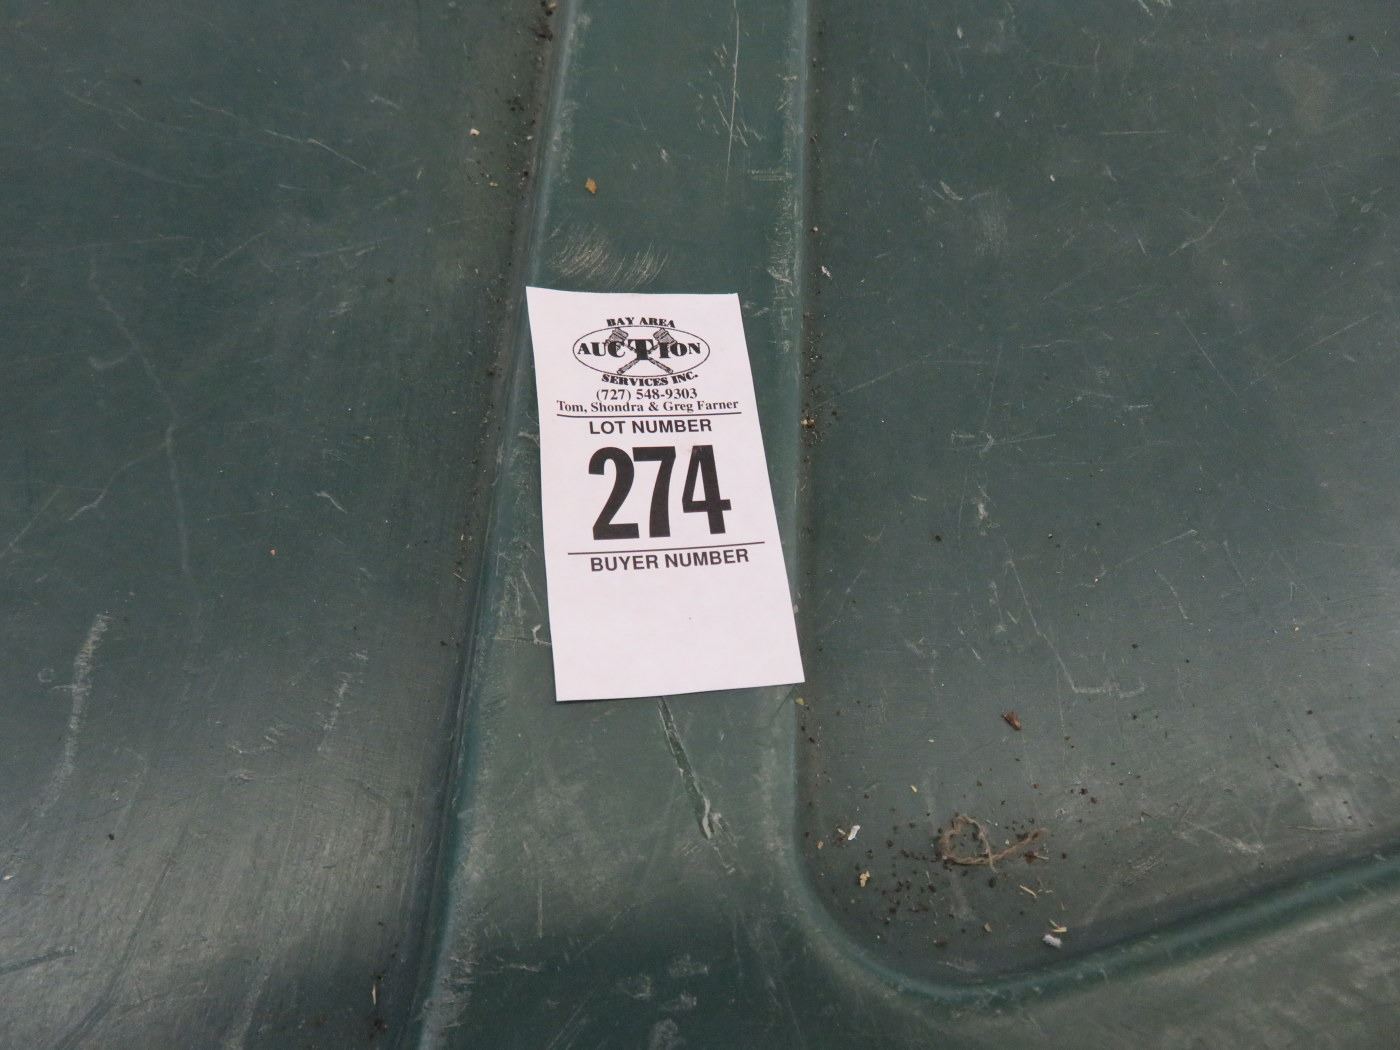 BAY AREA
AUCTION
SERVICES INC.
(727) 548-9303
Tom, Shondra & Greg Farner
LOT NUMBER
274
BUYER NUMBER